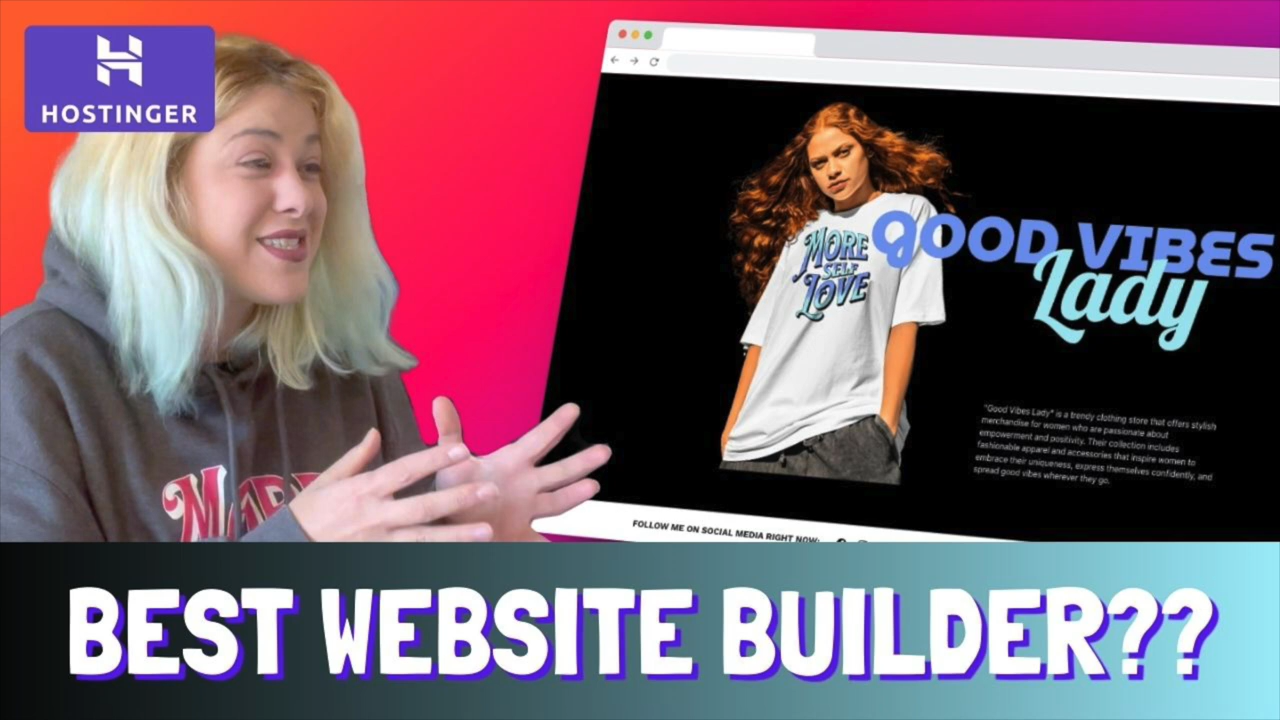 HOSTINGER
MORE
SELF
LOVE
GOOD VIBES
Lady
"Good Vibes Lady" is a trendy clothing store that offers stylish
merchandise for women who are passionate about
empowerment and positivity. Their collection includes
fashionable apparel and accessories that inspire women to
embrace their uniqueness, express themselves confidently, and
spread good vibes wherever they go.
FOLLOW ME ON SOCIAL MEDIA RIGHT NOW:
BEST WEBSITE BUILDER??